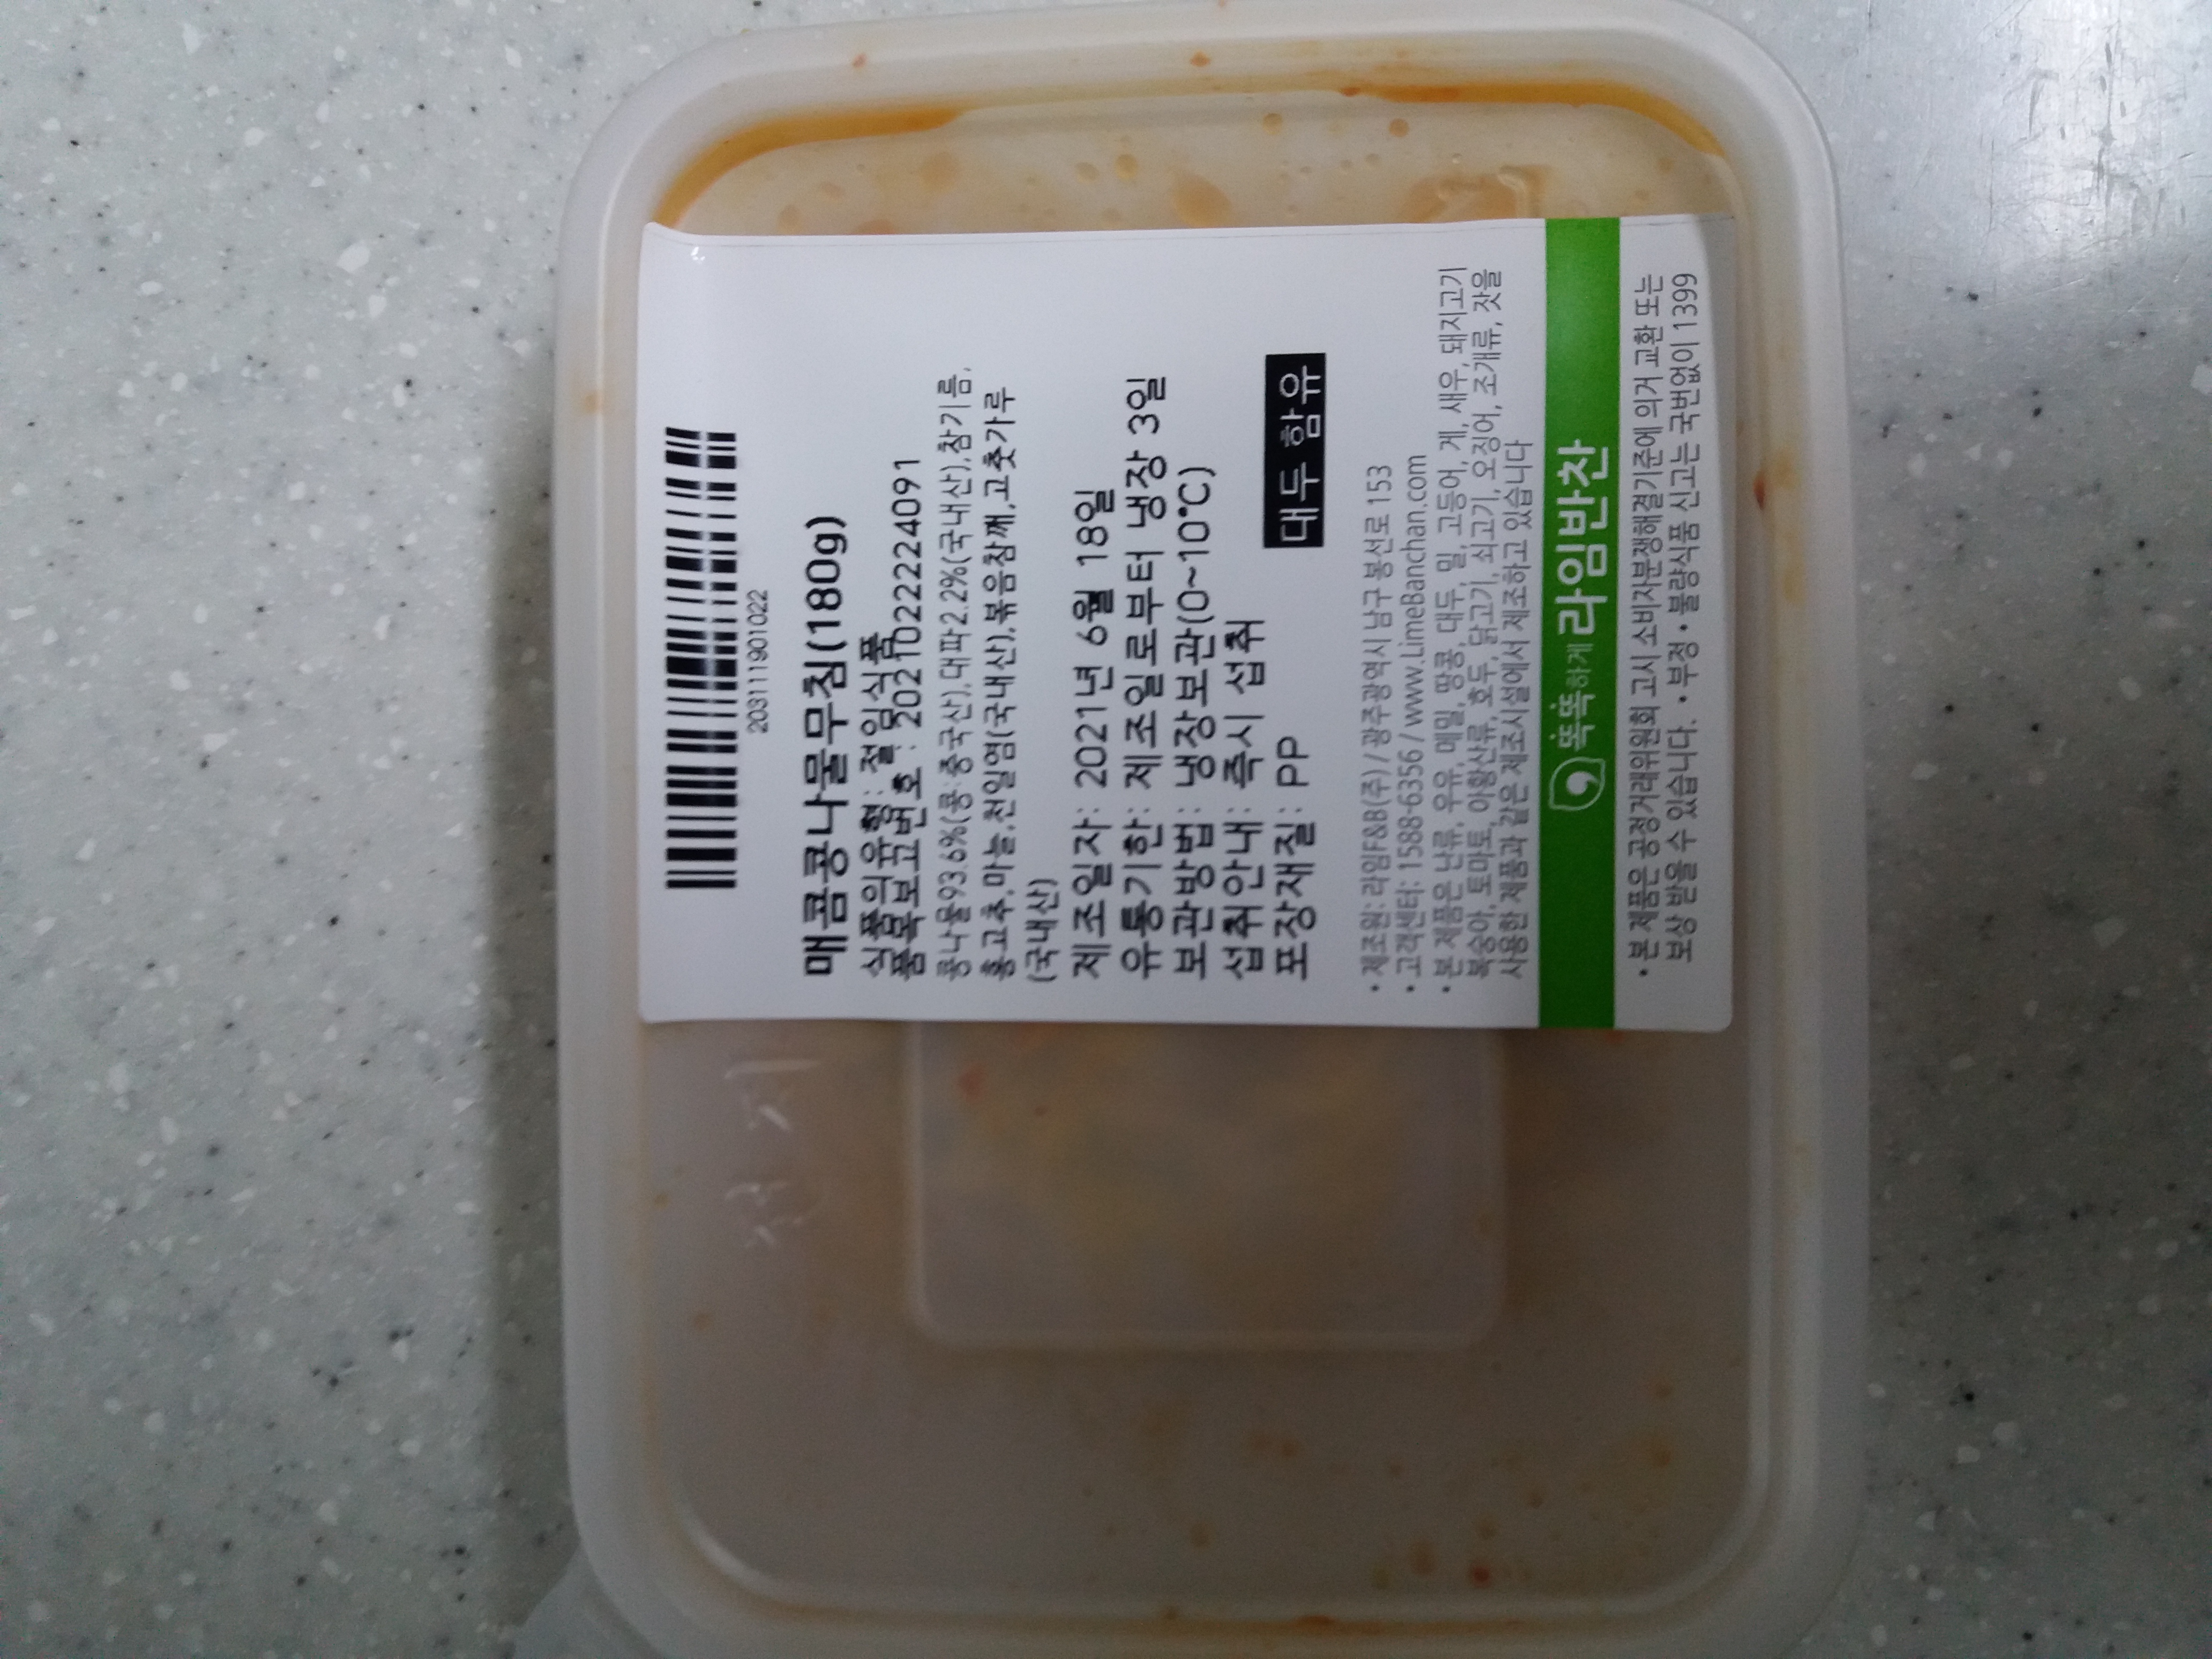 203111901022
매콤콩나물무침(180g)
식품의유형: 절임식품
품목보고번호 : 2021022224091
콩나물93.6%(콩:중국산),대파2.2%(국내산),참기름,
홍고추,마늘,천일염(국내산),볶음참깨,고춧가루
(국내산)
제조일자: 2021년 6월 18일
유통기한: 제조일로부터 냉장 3일
보관방법: 냉장보관(0~10℃)
섭취안내: 즉시 섭취
포장재질: PP
대두 함유
• 제조원: 라임F&B(주) / 광주광역시 남구 봉선로 153
• 고객센터: 1588-6356 / www.LimeBanchan.com
• 본 제품은 난류, 우유, 메밀, 땅콩, 대두, 밀, 고등어, 게, 새우, 돼지고기
복숭아, 토마토, 아황산류, 호두, 닭고기, 쇠고기, 오징어, 조개류, 잣을
사용한 제품과 같은 제조시설에서 제조하고 있습니다
똑똑하게 라임반찬
• 본 제품은 공정거래위원회 고시 소비자분쟁해결기준에 의거 교환 또는
보상 받을 수 있습니다. • 부정 • 불량식품 신고는 국번없이 1399